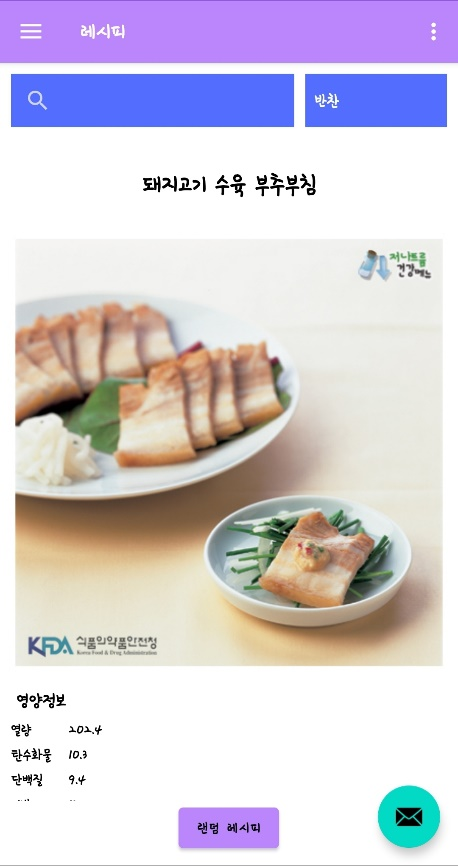 레시피
반찬
돼지고기 수육 부추부침
저나트륨
건강메뉴
KFDA 식품의약품안전청
Korea Food & Drug Administration
영양정보
열량 202.4
탄수화물 10.3
단백질 9.4
랜덤 레시피